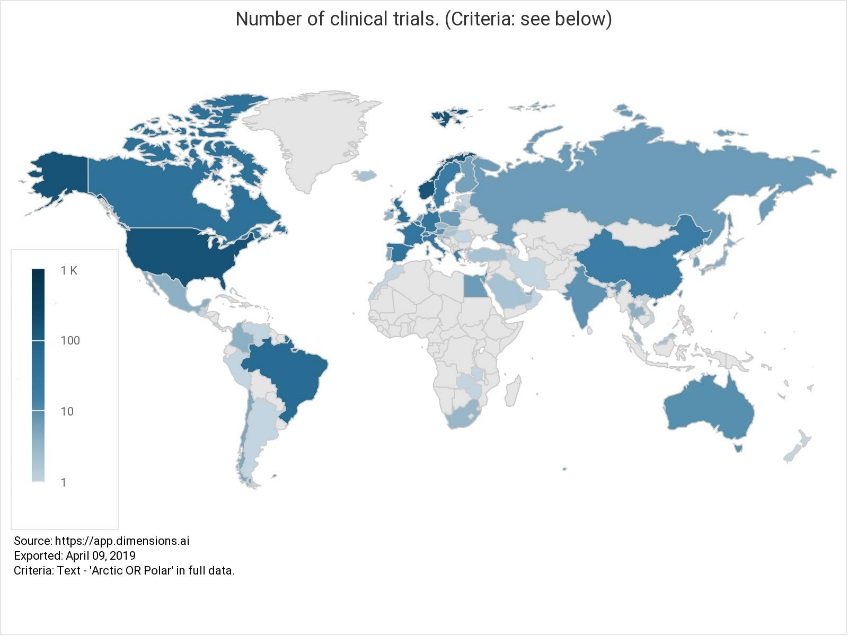 Number of clinical trials. (Criteria: see below)
1 K
100
10
1
Source: https://app.dimensions.ai
Exported: April 09, 2019
Criteria: Text - 'Arctic OR Polar' in full data.